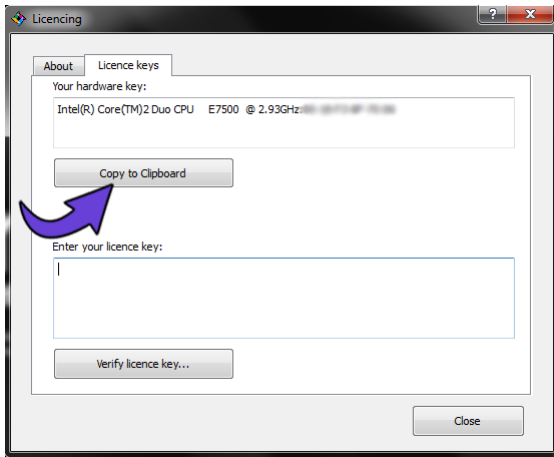 Licencing
About Licence keys
Your hardware key:
Intel(R) Core(TM)2 Duo CPU E7500 @ 2.93GHz:
Copy to Clipboard
Enter your licence key:
Verify licence key...
Close